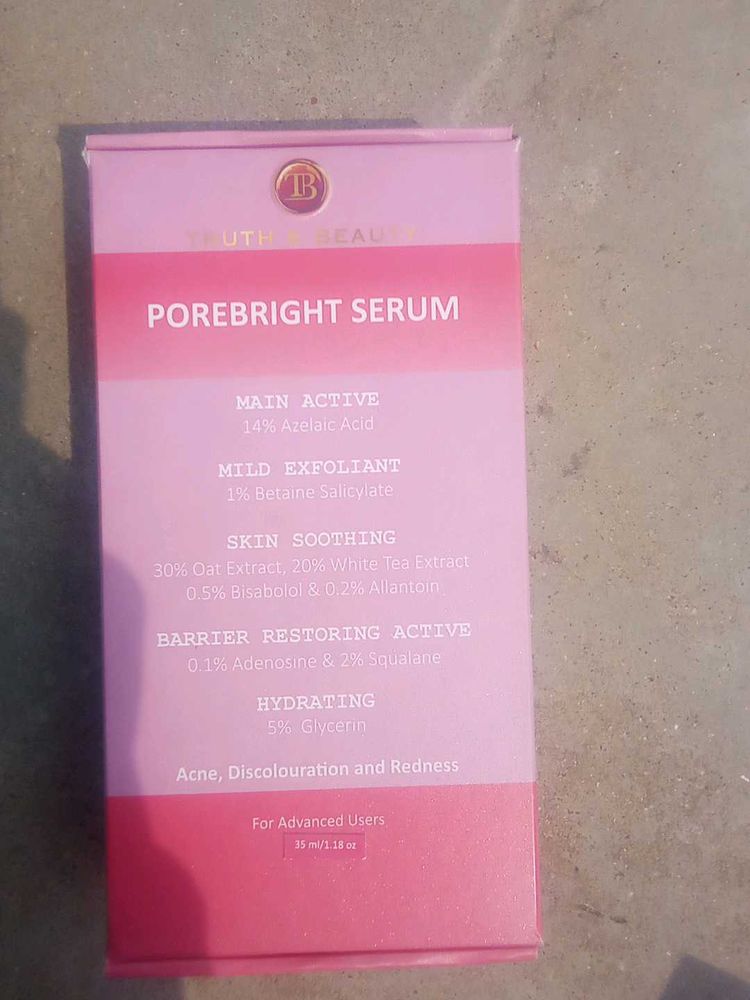 TB
TRUTH & BEAUTY
POREBRIGHT SERUM
MAIN ACTIVE
14% Azelaic Acid
MILD EXFOLIANT
1% Betaine Salicylate
SKIN SOOTHING
30% Oat Extract, 20% White Tea Extract
0.5% Bisabolol & 0.2% Allantoin
BARRIER RESTORING ACTIVE
0.1% Adenosine & 2% Squalane
HYDRATING
5% Glycerin
Acne, Discolouration and Redness
For Advanced Users
35 ml/1.18 oz